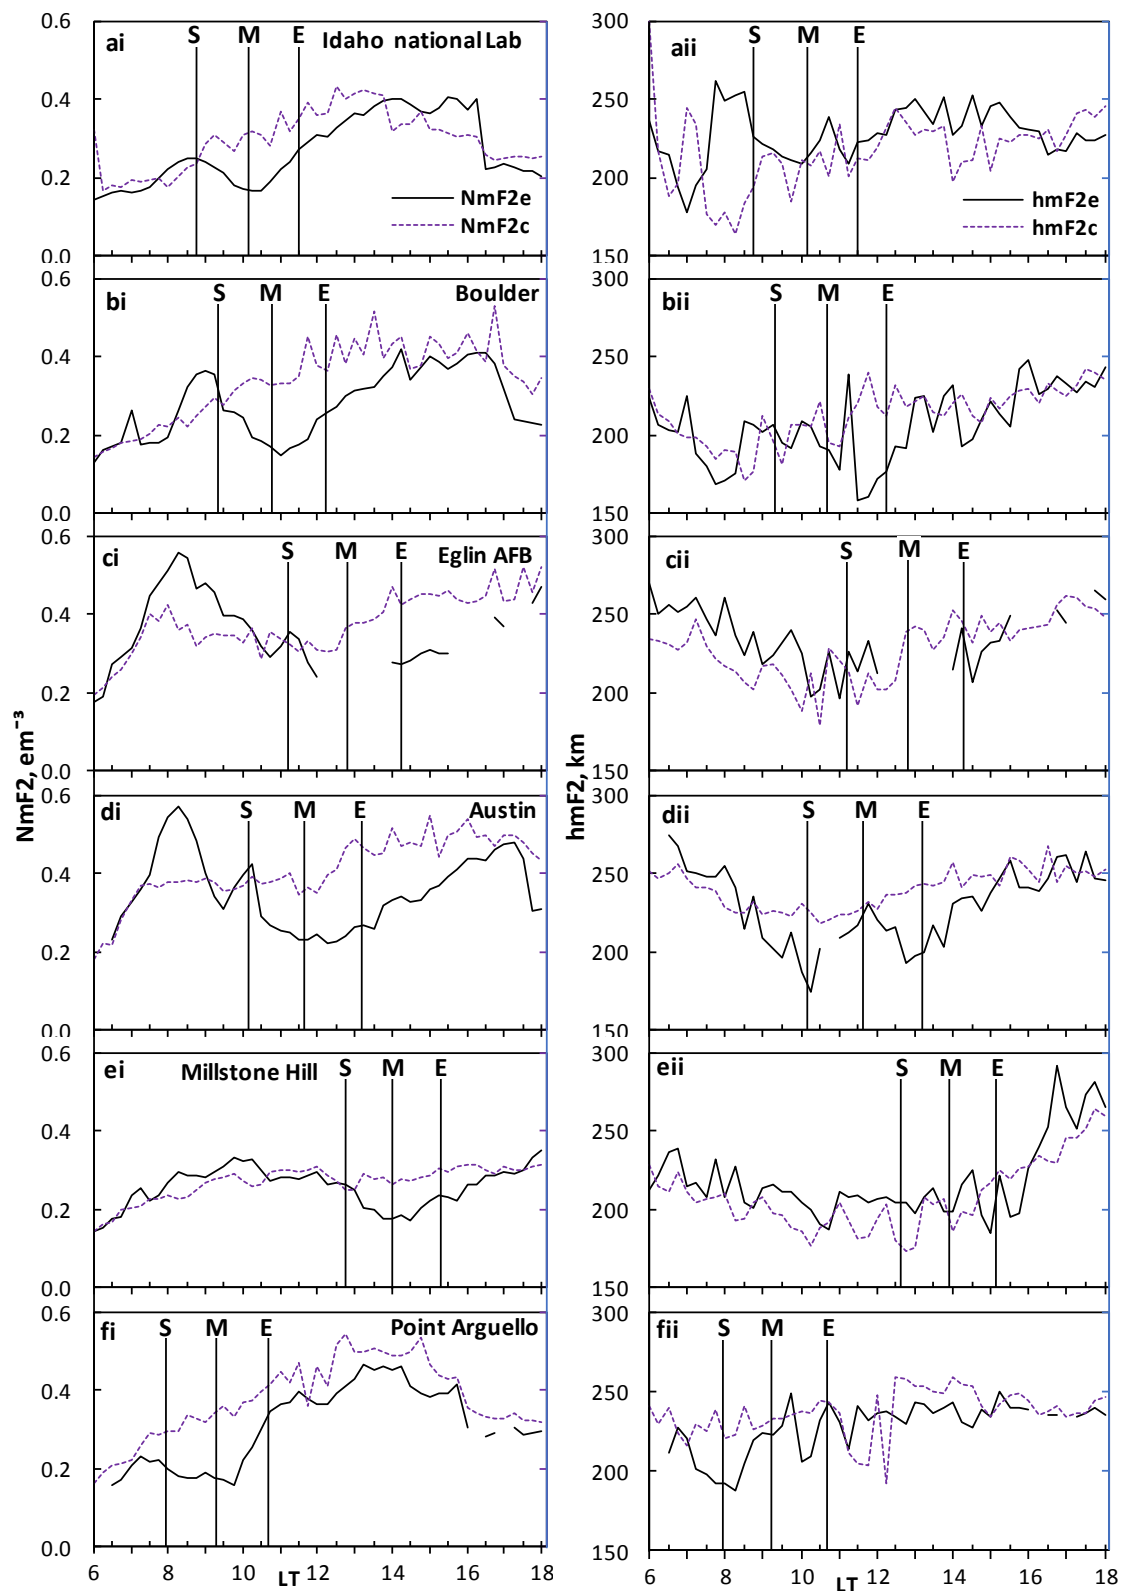 0.6
ai
S
M
E
Idaho national Lab
0.4
0.2
NmF2e
NmF2c
0.0
300
aii
S
M
E
250
200
hmF2e
hmF2c
150
0.6
bi
S
M
E
Boulder
0.4
0.2
0.0
300
bii
S
M
E
250
200
150
0.6
ci
S
M
E
Eglin AFB
0.4
0.2
0.0
300
cii
S
M
E
250
200
150
NmF2, em⁻³
hmF2, km
0.6
di
S
M
E
Austin
0.4
0.2
0.0
300
dii
S
M
E
250
200
150
0.6
ei
Millstone Hill
S
M
E
0.4
0.2
0.0
300
eii
S
M
E
250
200
150
0.6
fi
S
M
E
Point Arguello
0.4
0.2
0.0
300
fii
S
M
E
250
200
150
6 8 10 LT 12 14 16 18
6 8 10 LT 12 14 16 18